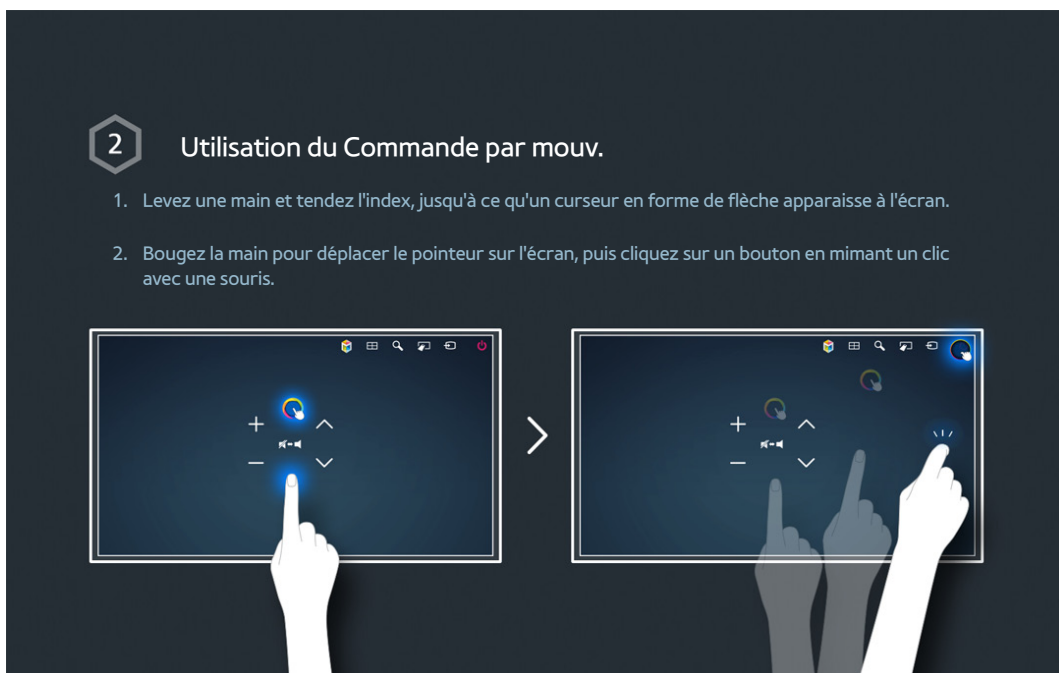 2
Utilisation du Commande par mouv.
1. Levez une main et tendez l'index, jusqu'à ce qu'un curseur en forme de flèche apparaisse à l'écran.
2. Bougez la main pour déplacer le pointeur sur l'écran, puis cliquez sur un bouton en mimant un clic
avec une souris.